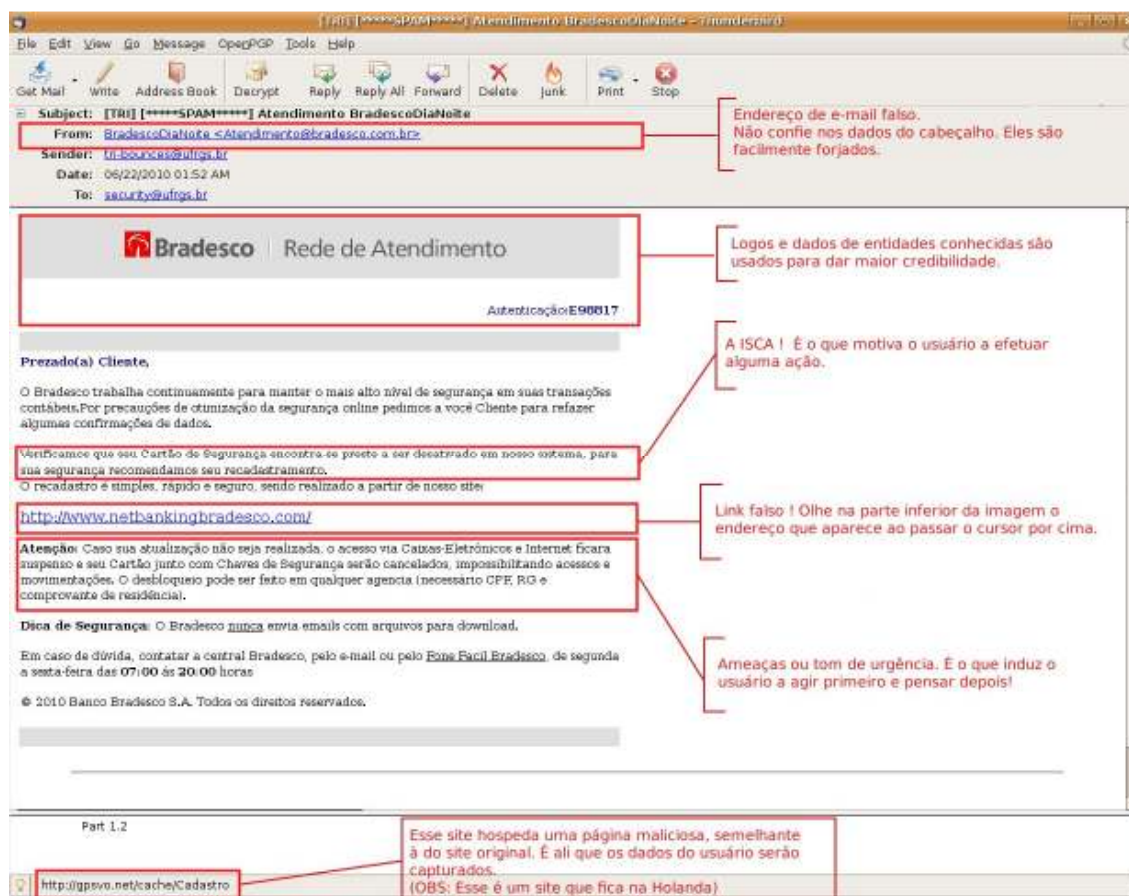 [TRI] [*****SPAM*****] Atendimento BradescoDiaNoite - Thunderbird
File Edit View Go Message OpenPGP Tools Help
Get Mail Write Address Book Decrypt Reply Reply All Forward Delete Junk Print Stop
Subject: [TRI] [*****SPAM*****] Atendimento BradescoDiaNoite
From: BradescoDiaNoite <Atendimento@bradesco.com.br>
Sender: tri-bounces@ufrgs.br
Date: 06/22/2010 01:52 AM
To: security@ufrgs.br
Endereço de e-mail falso.
Não confie nos dados do cabeçalho. Eles são
facilmente forjados.
Bradesco | Rede de Atendimento
Autenticação:E98817
Logos e dados de entidades conhecidas são
usados para dar maior credibilidade.
Prezado(a) Cliente,
O Bradesco trabalha continuamente para manter o mais alto nível de segurança em suas transações
contábeis.Por precauções de otimização da segurança online pedimos a você Cliente para refazer
algumas confirmações de dados.
A ISCA ! É o que motiva o usuário a efetuar
alguma ação.
Verificamos que seu Cartão de Segurança encontra-se preste a ser desativado em nosso sistema, para
sua segurança recomendamos seu recadastramento.
O recadastro é simples, rápido e seguro, sendo realizado a partir de nosso site:
http://www.netbankingbradesco.com/
Link falso ! Olhe na parte inferior da imagem o
endereço que aparece ao passar o cursor por cima.
Atenção: Caso sua atualização não seja realizada, o acesso via Caixas-Eletrônicos e Internet ficara
suspenso e seu Cartão junto com Chaves de Segurança serão cancelados, impossibilitando acessos e
movimentações. O desbloqueio pode ser feito em qualquer agencia (necessário CPF, RG e
comprovante de residência).
Dica de Segurança: O Bradesco nunca envia emails com arquivos para download.
Em caso de dúvida, contatar a central Bradesco, pelo e-mail ou pelo Fone Facil Bradesco, de segunda
a sexta-feira das 07:00 ás 20:00 horas
Ameaças ou tom de urgência. É o que induz o
usuário a agir primeiro e pensar depois!
© 2010 Banco Bradesco S.A. Todos os direitos reservados.
Part 1.2
Esse site hospeda uma página maliciosa, semelhante
à do site original. É ali que os dados do usuário serão
capturados.
(OBS: Esse é um site que fica na Holanda)
http://gpsvo.net/cache/Cadastro